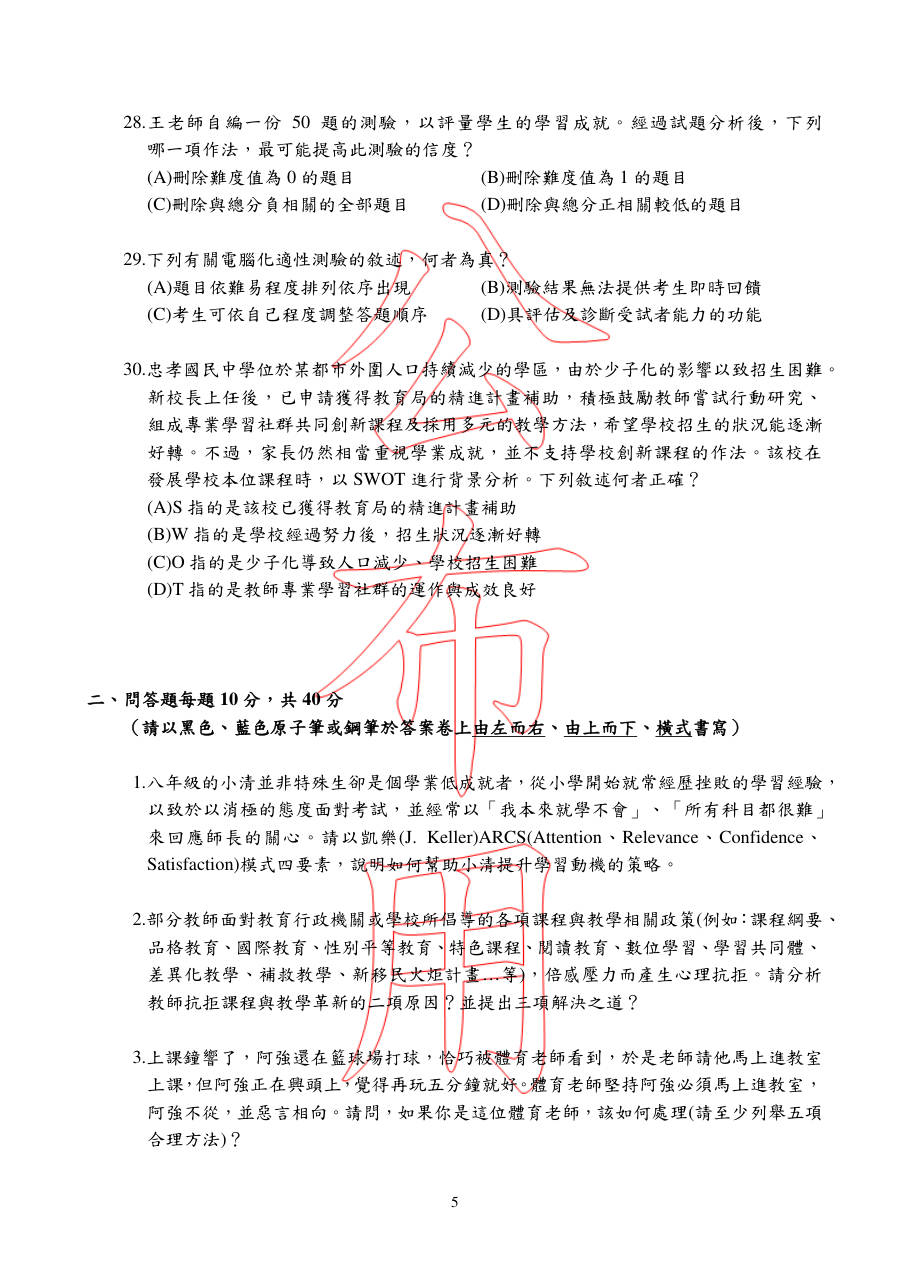 28.王老師自編一份 50 題的測驗，以評量學生的學習成就。經過試題分析後，下列
哪一項作法，最可能提高此測驗的信度？
(A)刪除難度值為 0 的題目 (B)刪除難度值為 1 的題目
(C)刪除與總分負相關的全部題目 (D)刪除與總分正相關較低的題目
29.下列有關電腦化適性測驗的敘述，何者為真？
(A)題目依難易程度排列依序出現 (B)測驗結果無法提供考生即時回饋
(C)考生可依自己程度調整答題順序 (D)具評估及診斷受試者能力的功能
30.忠孝國民中學位於某都市外圍人口持續減少的學區，由於少子化的影響以致招生困難。
新校長上任後，已申請獲得教育局的精進計畫補助，積極鼓勵教師嘗試行動研究、
組成專業學習社群共同創新課程及採用多元的教學方法，希望學校招生的狀況能逐漸
好轉。不過，家長仍然相當重視學業成就，並不支持學校創新課程的作法。該校在
發展學校本位課程時，以 SWOT 進行背景分析。下列敘述何者正確？
(A)S 指的是該校已獲得教育局的精進計畫補助
(B)W 指的是學校經過努力後，招生狀況逐漸好轉
(C)O 指的是少子化導致人口減少、學校招生困難
(D)T 指的是教師專業學習社群的運作與成效良好
二、問答題每題 10 分，共 40 分
（請以黑色、藍色原子筆或鋼筆於答案卷上由左而右、由上而下、橫式書寫）
1.八年級的小清並非特殊生卻是個學業低成就者，從小學開始就常經歷挫敗的學習經驗，
以致於以消極的態度面對考試，並經常以「我本來就學不會」、「所有科目都很難」
來回應師長的關心。請以凱樂(J. Keller)ARCS(Attention、Relevance、Confidence、
Satisfaction)模式四要素，說明如何幫助小清提升學習動機的策略。
2.部分教師面對教育行政機關或學校所倡導的各項課程與教學相關政策(例如：課程綱要、
品格教育、國際教育、性別平等教育、特色課程、閱讀教育、數位學習、學習共同體、
差異化教學、補救教學、新移民火炬計畫…等)，倍感壓力而產生心理抗拒。請分析
教師抗拒課程與教學革新的二項原因？並提出三項解決之道？
3.上課鐘響了，阿強還在籃球場打球，恰巧被體育老師看到，於是老師請他馬上進教室
上課，但阿強正在興頭上，覺得再玩五分鐘就好。體育老師堅持阿強必須馬上進教室，
阿強不從，並惡言相向。請問，如果你是這位體育老師，該如何處理(請至少列舉五項
合理方法)？
5
公布用